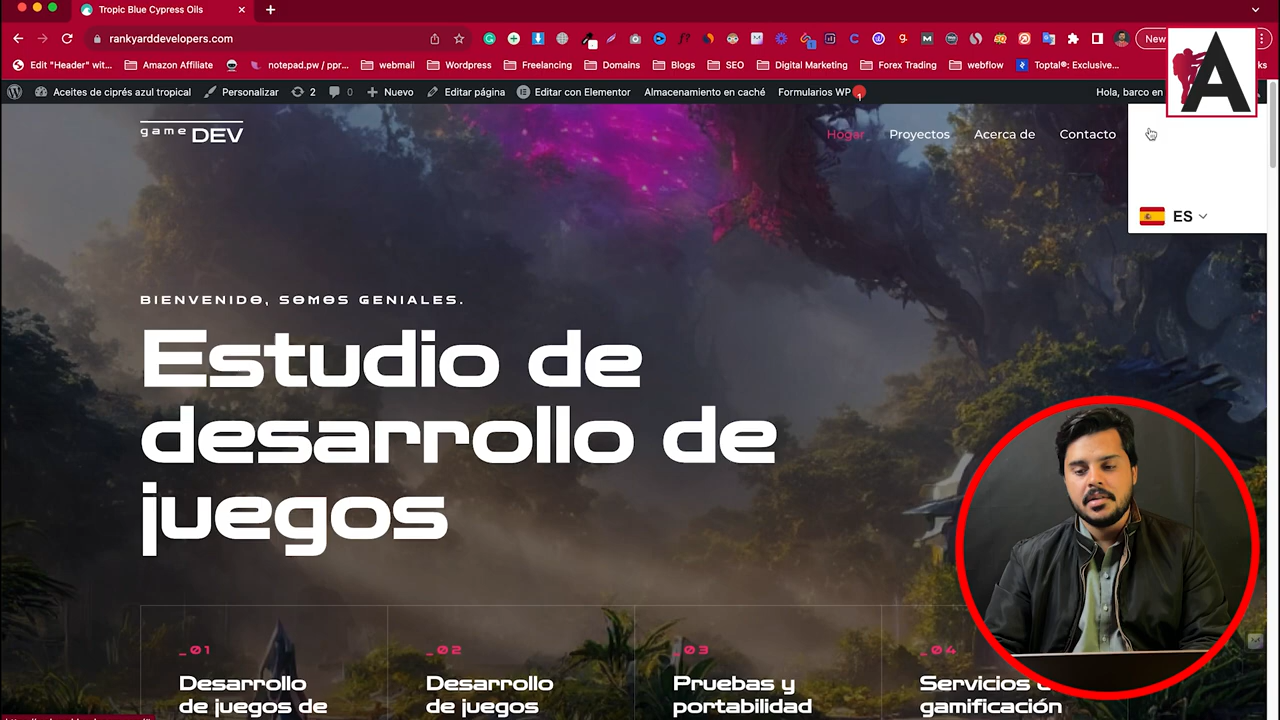 Tropic Blue Cypress Oils
rankyarddevelopers.com
New
Edit "Header" wit...
Amazon Affiliate
notepad.pw / ppr...
webmail
Wordpress
Freelancing
Domains
Blogs
SEO
Digital Marketing
Forex Trading
webflow
Toptal®: Exclusive...
ks
A
Aceites de ciprés azul tropical
Personalizar
2
0
Nuevo
Editar página
Editar con Elementor
Almacenamiento en caché
Formularios WP
1
Hola, barco en
game DEV
Hogar
Proyectos
Acerca de
Contacto
ES
BIENVENIDO, SOMOS GENIALES.
Estudio de
desarrollo de
juegos
_01
Desarrollo
de juegos de
_02
Desarrollo
de juegos
_03
Pruebas y
portabilidad
_04
Servicios
gamificación